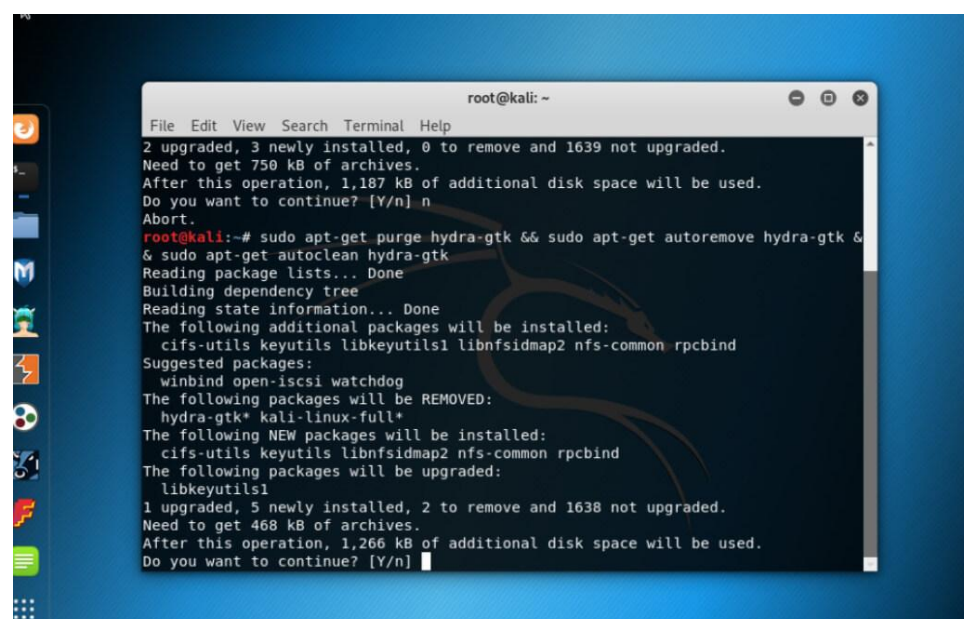 root@kali: ~
File Edit View Search Terminal Help
2 upgraded, 3 newly installed, 0 to remove and 1639 not upgraded.
Need to get 750 kB of archives.
After this operation, 1,187 kB of additional disk space will be used.
Do you want to continue? [Y/n] n
Abort.
root@kali:~# sudo apt-get purge hydra-gtk && sudo apt-get autoremove hydra-gtk &
& sudo apt-get autoclean hydra-gtk
Reading package lists... Done
Building dependency tree
Reading state information... Done
The following additional packages will be installed:
  cifs-utils keyutils libkeyutils1 libnfsidmap2 nfs-common rpcbind
Suggested packages:
  winbind open-iscsi watchdog
The following packages will be REMOVED:
  hydra-gtk* kali-linux-full*
The following NEW packages will be installed:
  cifs-utils keyutils libnfsidmap2 nfs-common rpcbind
The following packages will be upgraded:
  libkeyutils1
1 upgraded, 5 newly installed, 2 to remove and 1638 not upgraded.
Need to get 468 kB of archives.
After this operation, 1,266 kB of additional disk space will be used.
Do you want to continue? [Y/n]